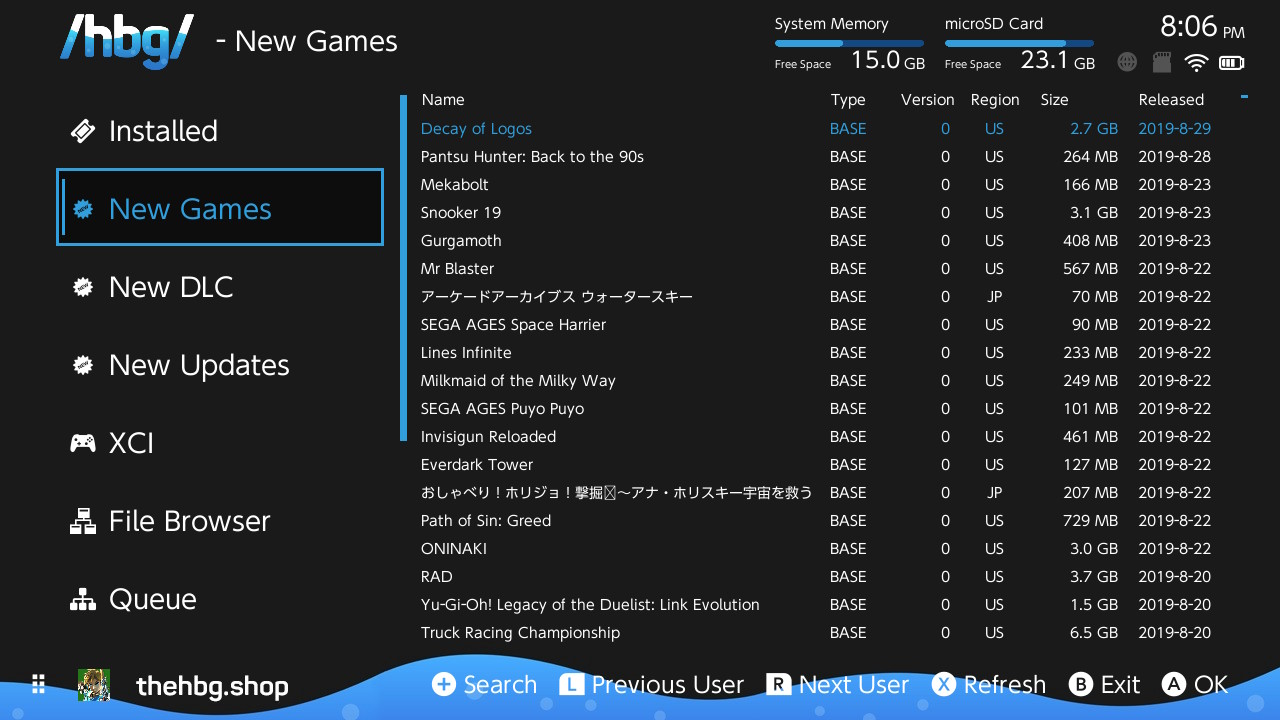 /hbg/ - New Games
System Memory
Free Space 15.0 GB
microSD Card
Free Space 23.1 GB
8:06 PM
Installed
New Games
New DLC
New Updates
XCI
File Browser
Queue
Name Type Version Region Size Released
Decay of Logos BASE 0 US 2.7 GB 2019-8-29
Pantsu Hunter: Back to the 90s BASE 0 US 264 MB 2019-8-28
Mekabolt BASE 0 US 166 MB 2019-8-23
Snooker 19 BASE 0 US 3.1 GB 2019-8-23
Gurgamoth BASE 0 US 408 MB 2019-8-23
Mr Blaster BASE 0 US 567 MB 2019-8-22
アーケードアーカイブス ウォータースキー BASE 0 JP 70 MB 2019-8-22
SEGA AGES Space Harrier BASE 0 US 90 MB 2019-8-22
Lines Infinite BASE 0 US 233 MB 2019-8-22
Milkmaid of the Milky Way BASE 0 US 249 MB 2019-8-22
SEGA AGES Puyo Puyo BASE 0 US 101 MB 2019-8-22
Invisigun Reloaded BASE 0 US 461 MB 2019-8-22
Everdark Tower BASE 0 US 127 MB 2019-8-22
おしゃべり！ホリジョ！撃掘〜アナ・ホリスキー宇宙を救う BASE 0 JP 207 MB 2019-8-22
Path of Sin: Greed BASE 0 US 729 MB 2019-8-22
ONINAKI BASE 0 US 3.0 GB 2019-8-22
RAD BASE 0 US 3.7 GB 2019-8-20
Yu-Gi-Oh! Legacy of the Duelist: Link Evolution BASE 0 US 1.5 GB 2019-8-20
Truck Racing Championship BASE 0 US 6.5 GB 2019-8-20
thehbg.shop
+ Search L Previous User R Next User X Refresh B Exit A OK